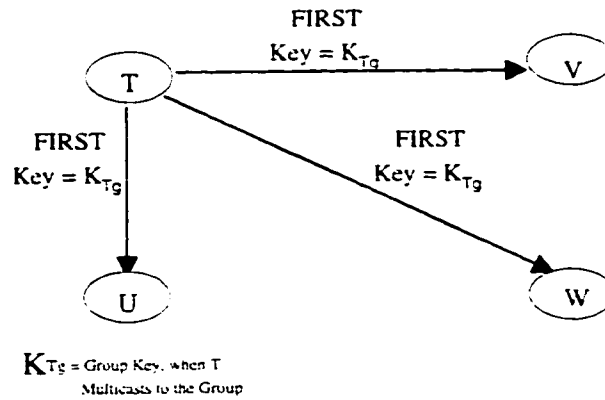 FIRST
Key = K_Tg
T
V
FIRST
Key = K_Tg
FIRST
Key = K_Tg
U
W
K_Tg = Group Key, when T
Multicasts to the Group